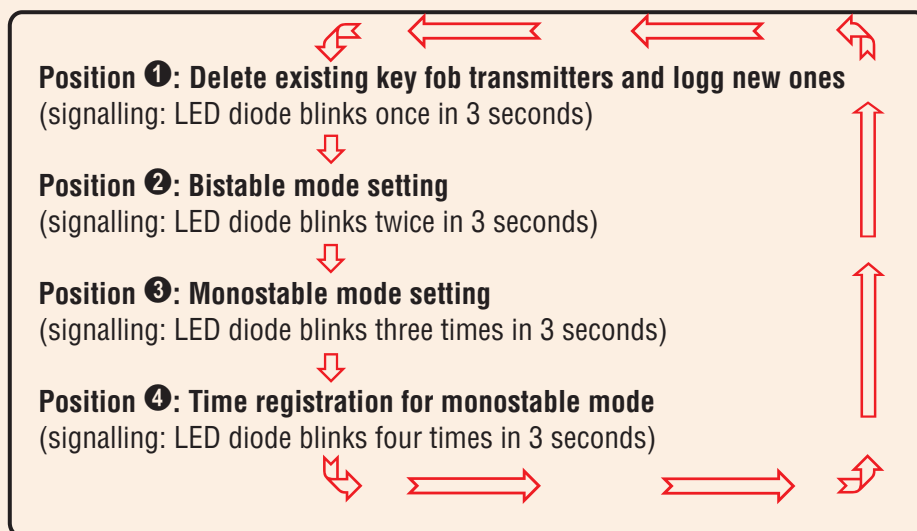 Position ❶: Delete existing key fob transmitters and logg new ones
(signalling: LED diode blinks once in 3 seconds)
Position ❷: Bistable mode setting
(signalling: LED diode blinks twice in 3 seconds)
Position ❸: Monostable mode setting
(signalling: LED diode blinks three times in 3 seconds)
Position ❹: Time registration for monostable mode
(signalling: LED diode blinks four times in 3 seconds)